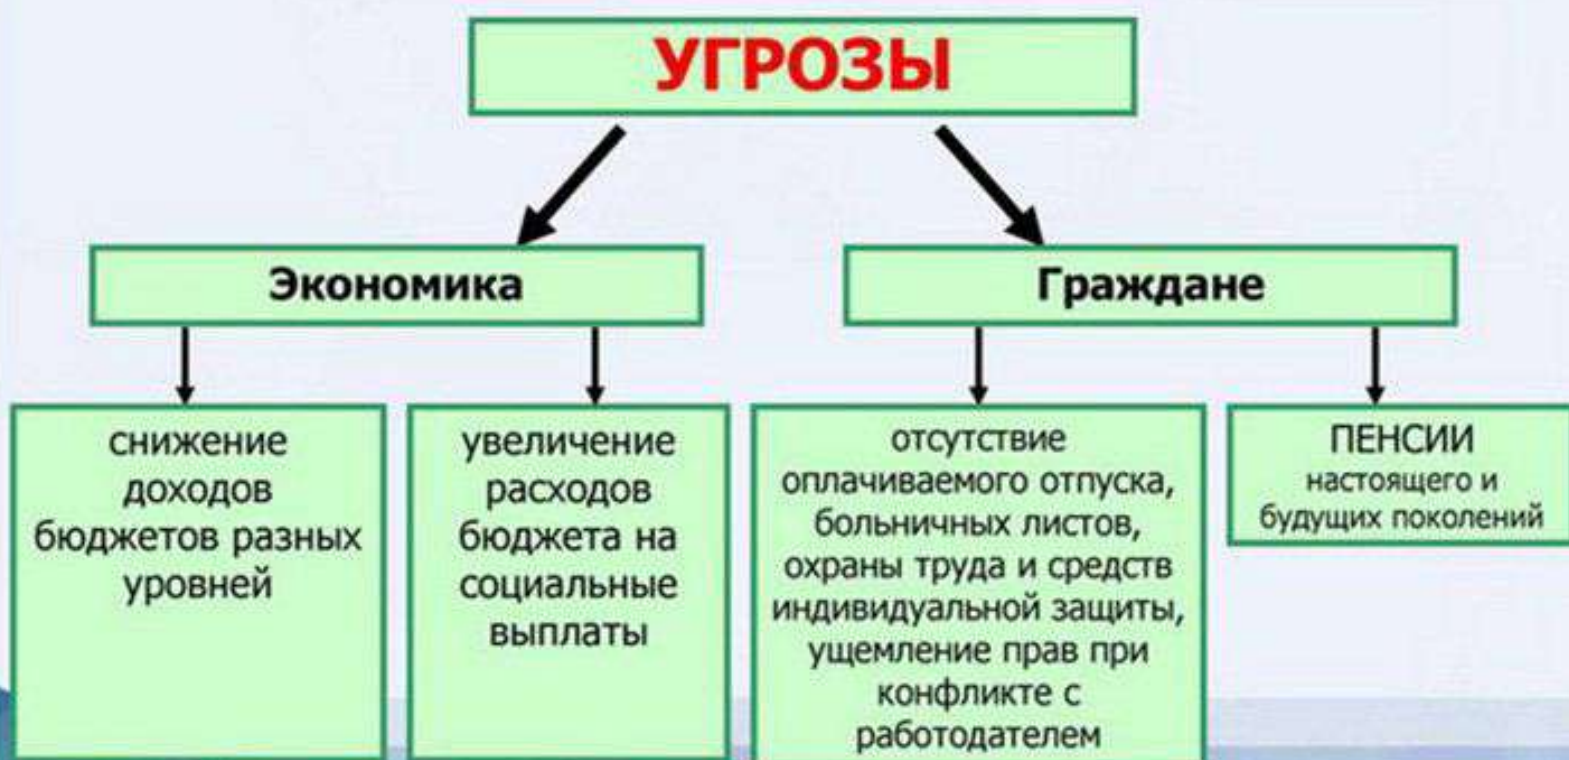 УГРОЗЫ
Экономика
Граждане
снижение
доходов
бюджетов разных
уровней
увеличение
расходов
бюджета на
социальные
выплаты
отсутствие
оплачиваемого отпуска,
больничных листов,
охраны труда и средств
индивидуальной защиты,
ущемление прав при
конфликте с
работодателем
ПЕНСИИ
настоящего и
будущих поколений